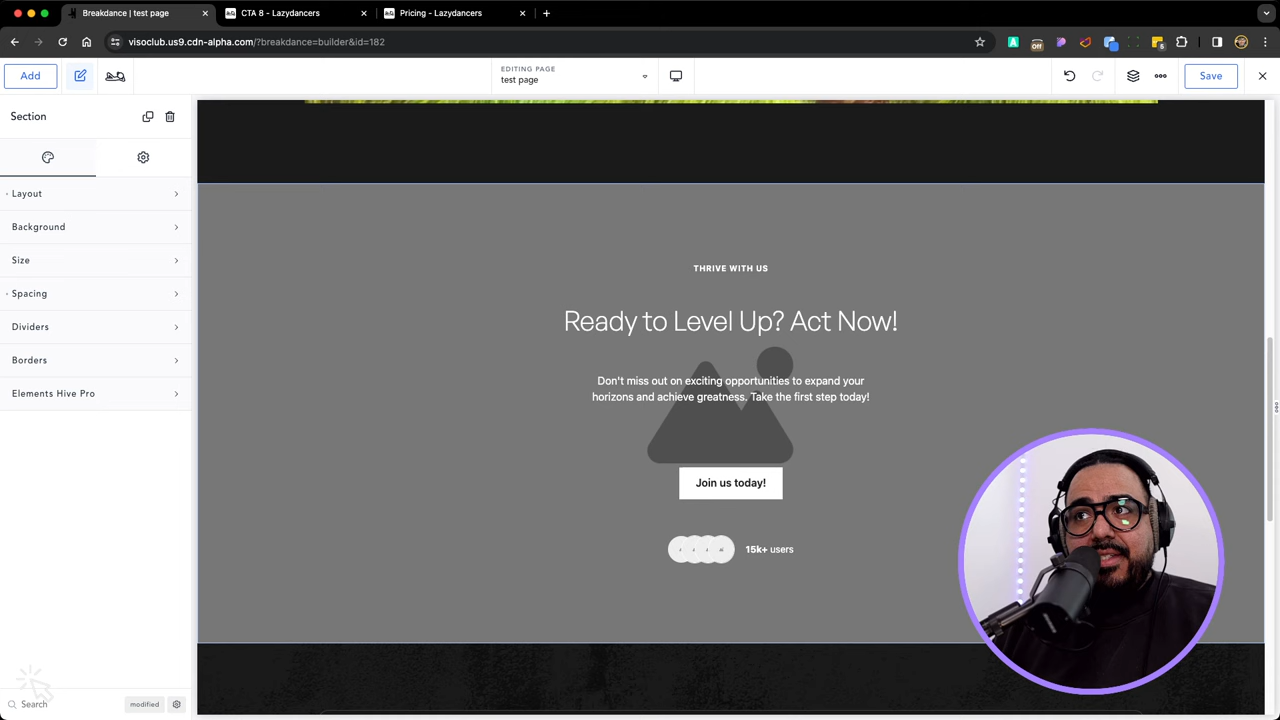 Breakdance | test page
CTA 8 - Lazydancers
Pricing - Lazydancers
visoclub.us9.cdn-alpha.com/?breakdance=builder&id=182
Off
5
Add
EDITING PAGE
test page
Save
Section
Layout
Background
Size
Spacing
Dividers
Borders
Elements Hive Pro
THRIVE WITH US
Ready to Level Up? Act Now!
Don't miss out on exciting opportunities to expand your
horizons and achieve greatness. Take the first step today!
Join us today!
15k+ users
Search
modified